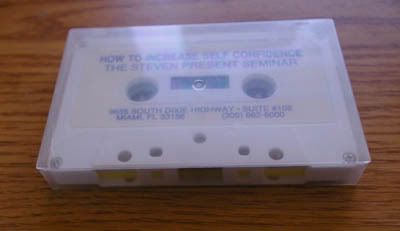 HOW TO INCREASE SELF CONFIDENCE
THE STEVEN PRESENT SEMINAR
SOUTH DIXIE HIGHWAY - SUITE
MIAMI, FL 33156